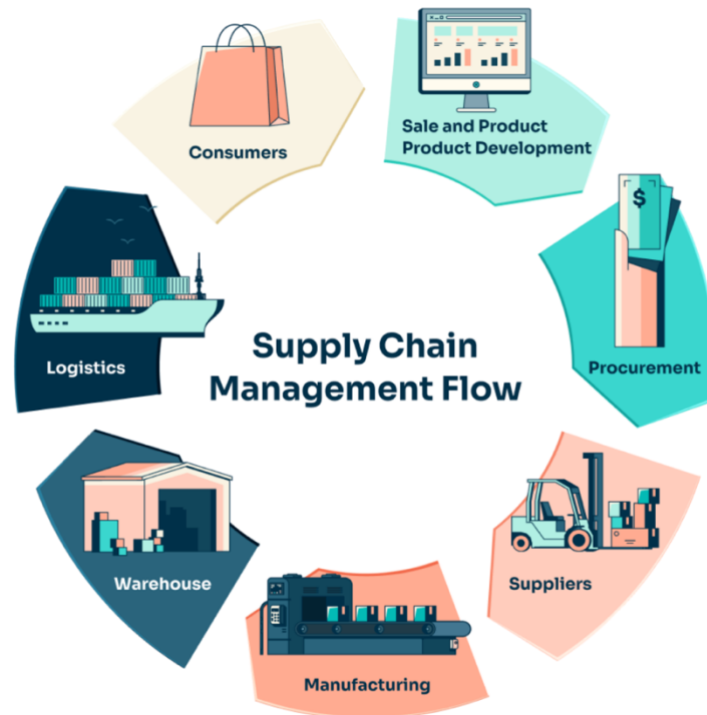 Consumers
Sale and Product
Product Development
$
Procurement
Logistics
Supply Chain
Management Flow
Warehouse
Suppliers
Manufacturing